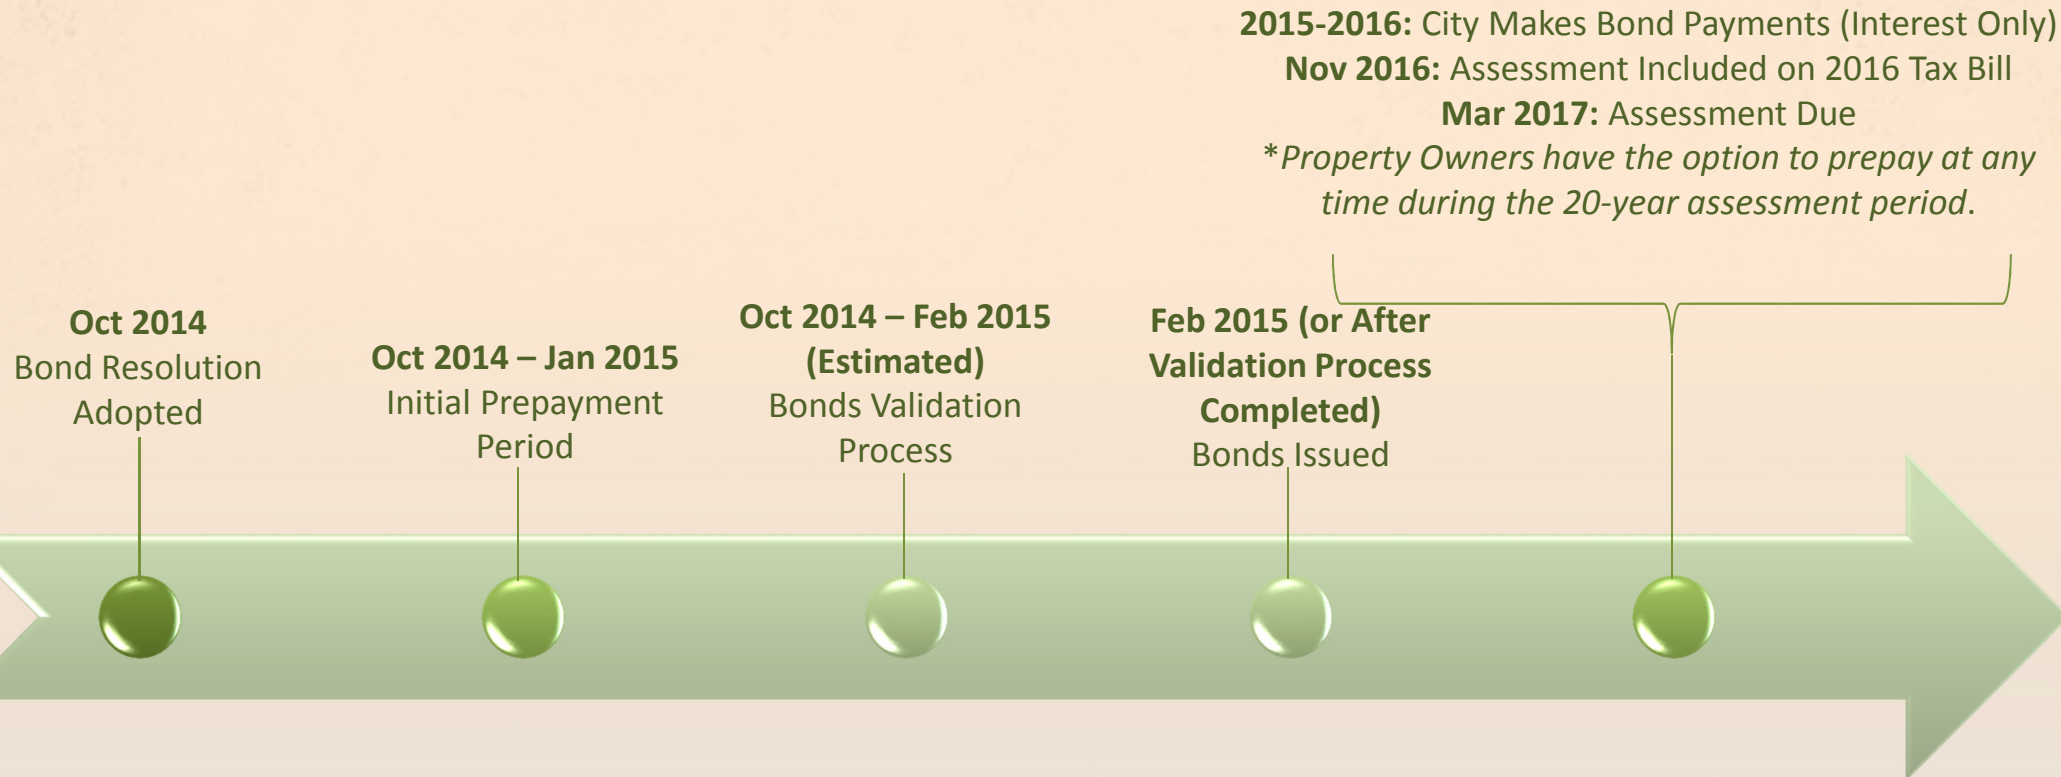 2015-2016: City Makes Bond Payments (Interest Only)
Nov 2016: Assessment Included on 2016 Tax Bill
Mar 2017: Assessment Due
*Property Owners have the option to prepay at any
time during the 20-year assessment period.
Oct 2014
Bond Resolution
Adopted
Oct 2014 – Jan 2015
Initial Prepayment
Period
Oct 2014 – Feb 2015
(Estimated)
Bonds Validation
Process
Feb 2015 (or After
Validation Process
Completed)
Bonds Issued